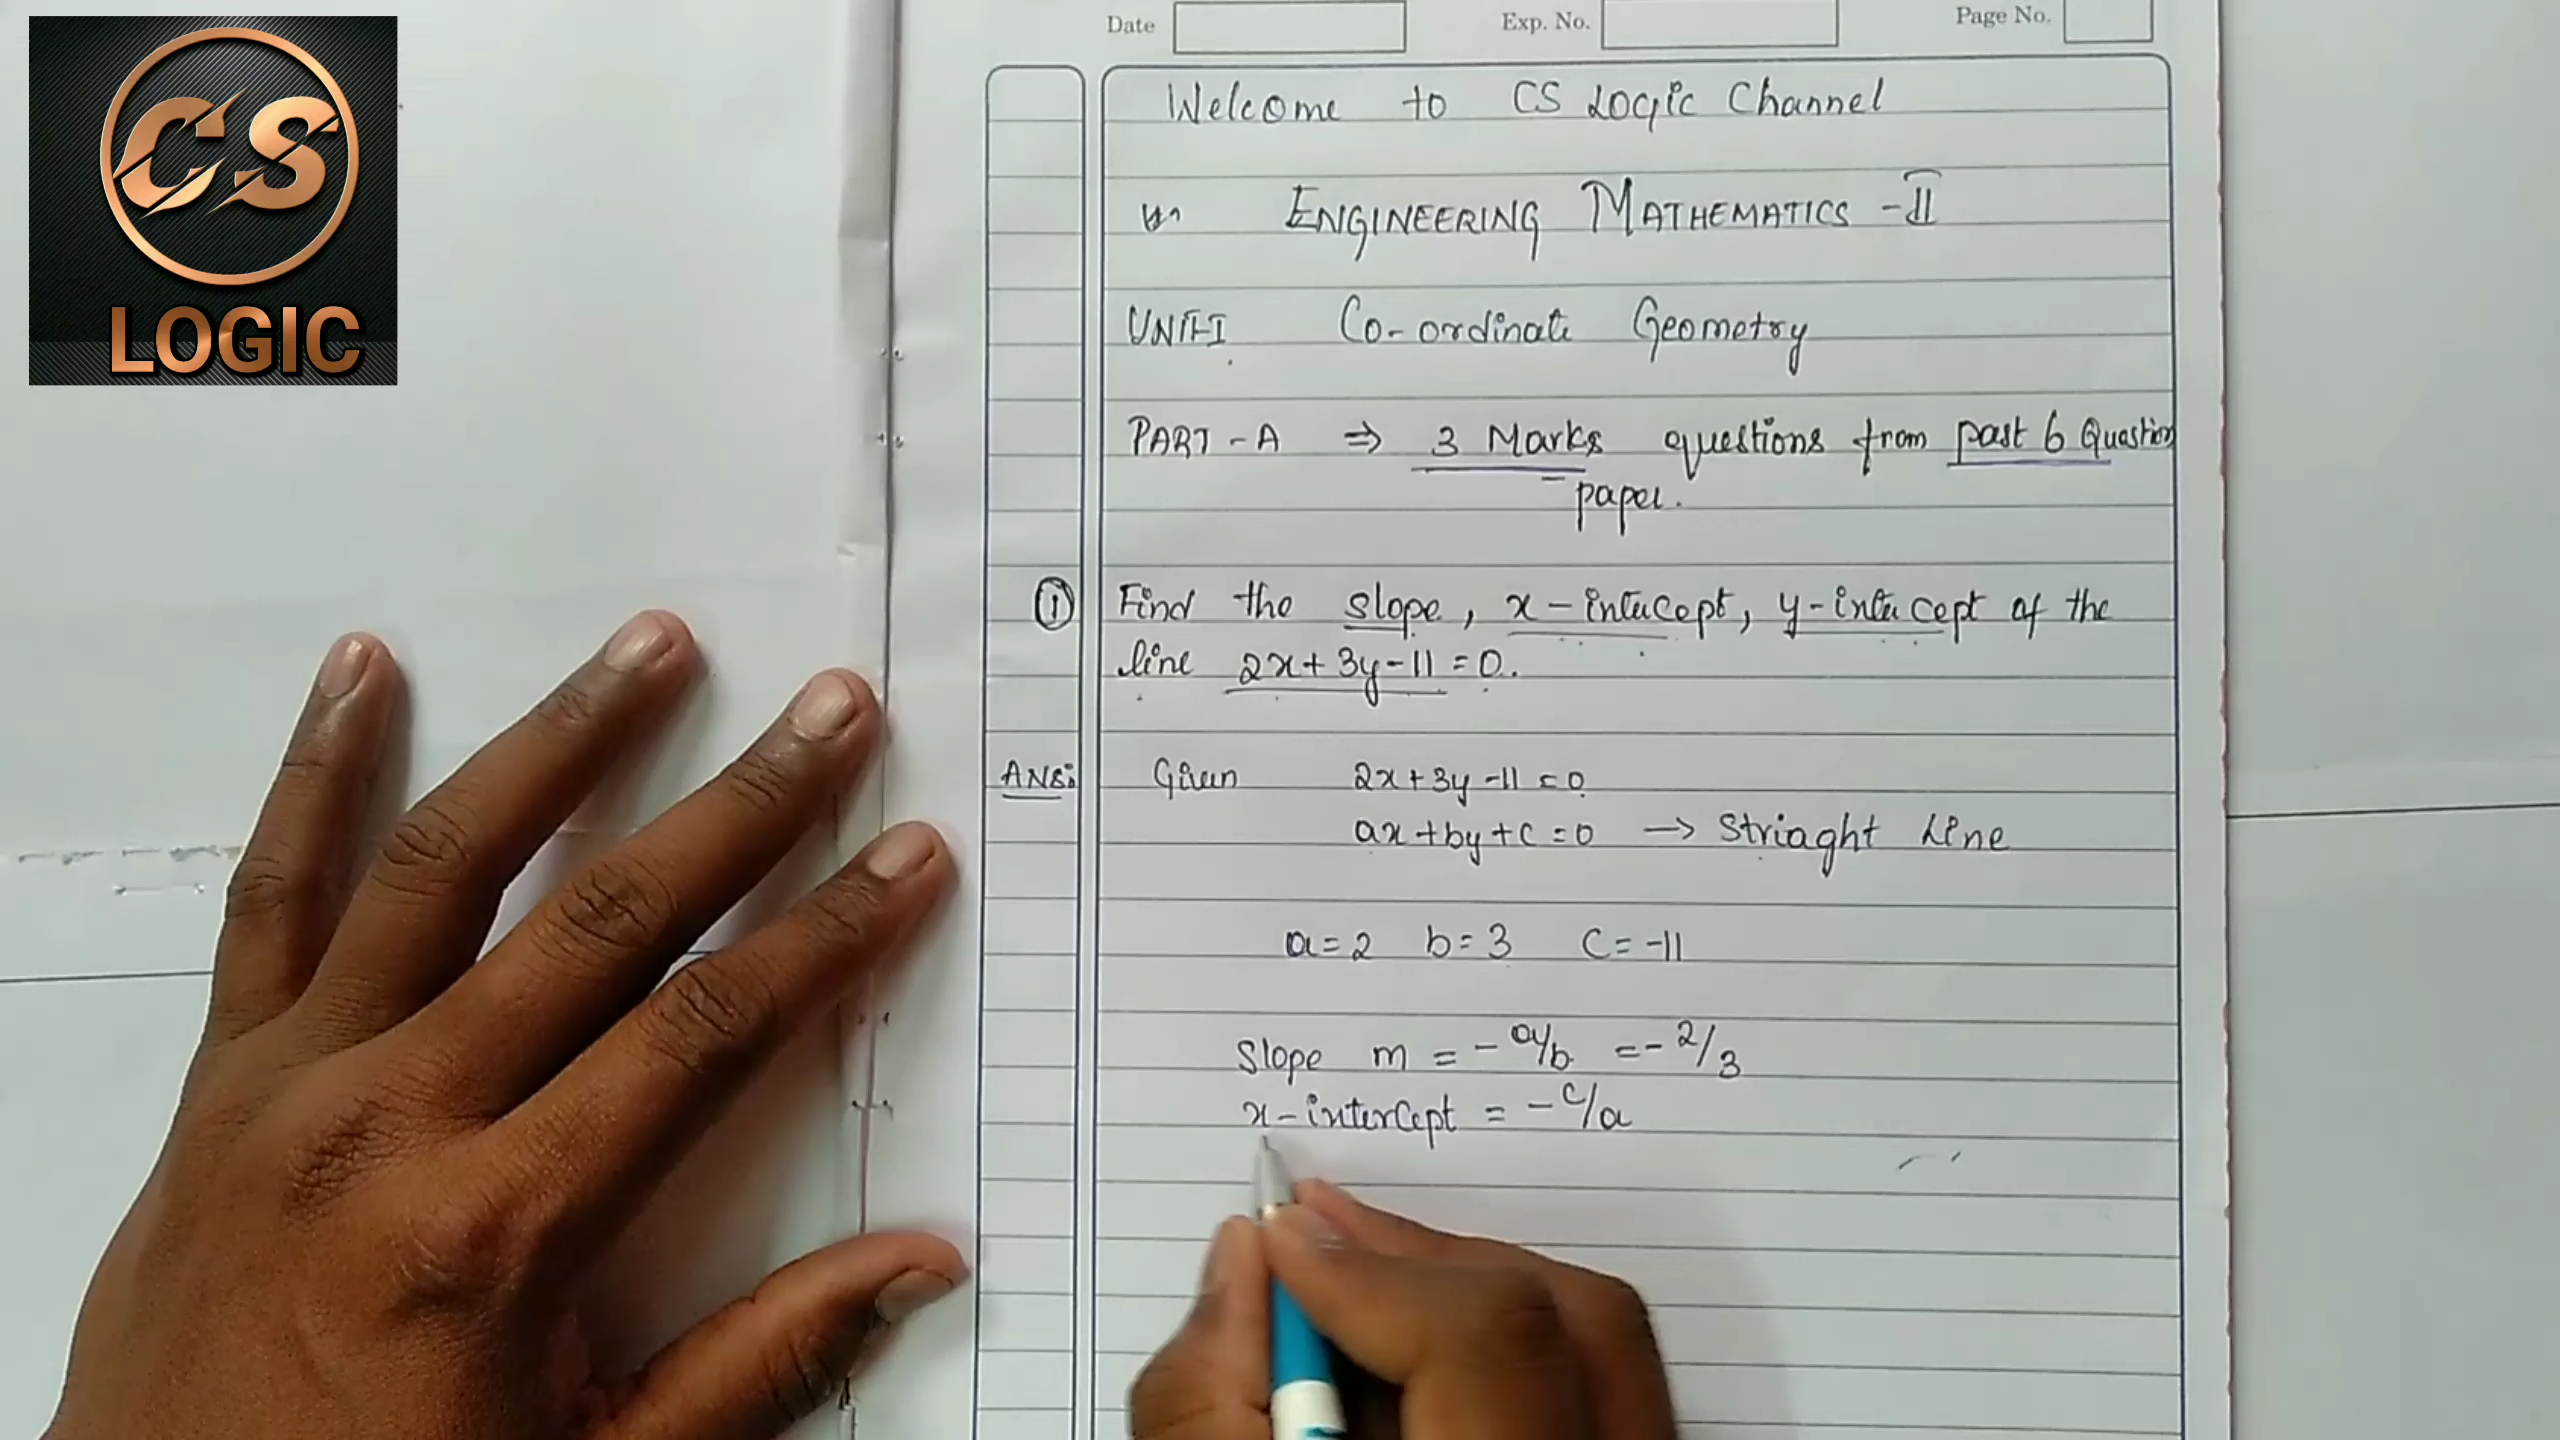 CS
LOGIC
Date Exp. No. Page No.
Welcome to CS LOGIC Channel
ENGINEERING MATHEMATICS -II
UNIT-I Co-ordinate Geometry
PART-A ⇒ 3 Marks questions from past 6 Question
paper.
① Find the slope, x-intercept, y-intercept of the
line 2x+3y-11=0.
ANS: Given 2x+3y-11=0
ax+by+c=0 → Striaght Line
a=2 b=3 C=-11
Slope m = -a/b = -2/3
x-intercept = -c/a